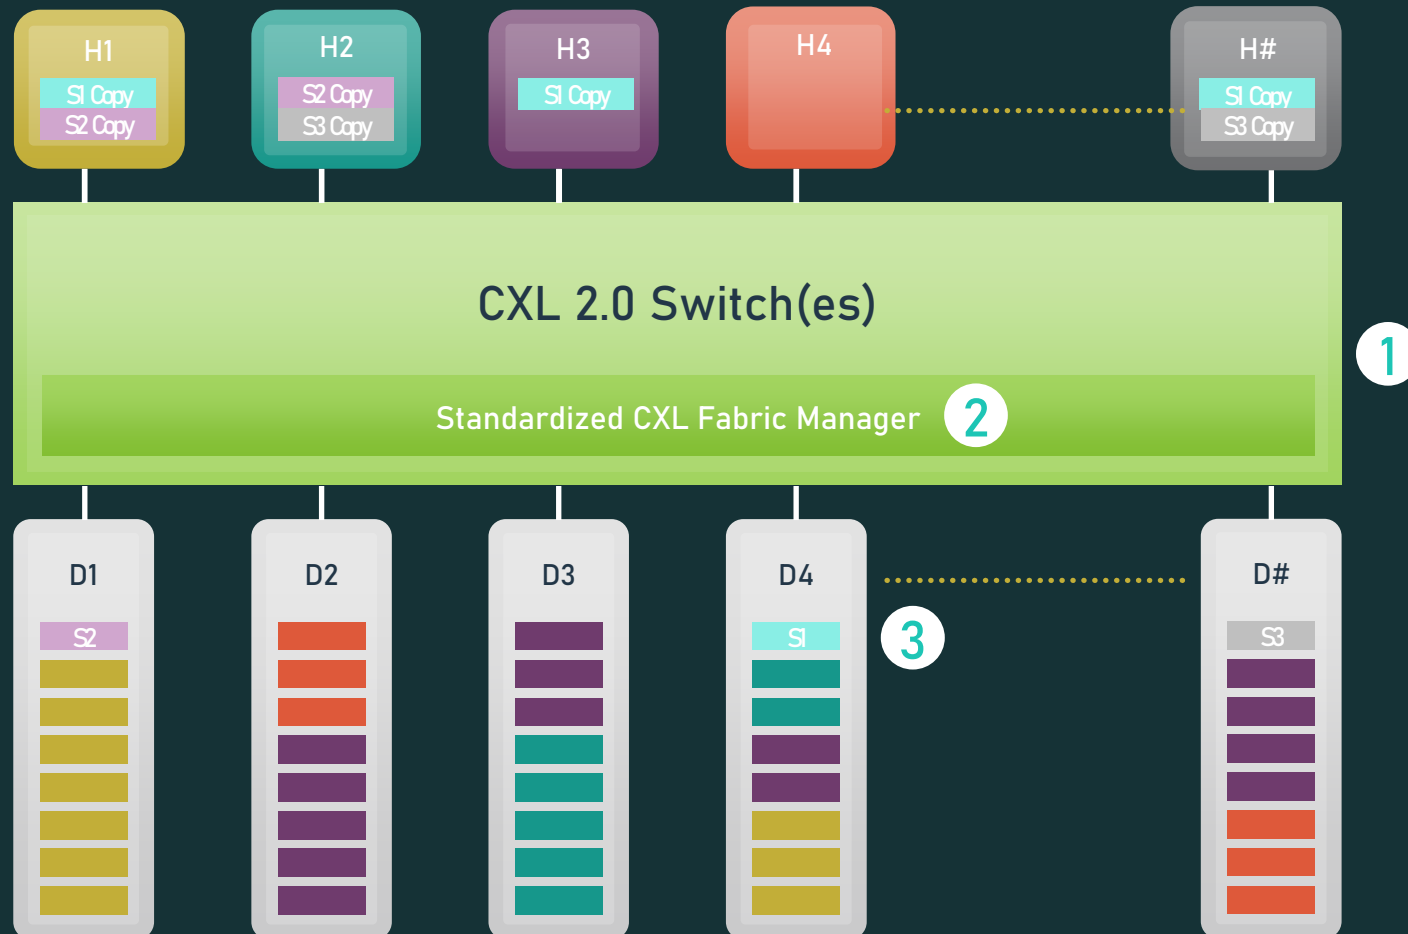 H1
S1 Copy
S2 Copy
H2
S2 Copy
S3 Copy
H3
S1 Copy
H4
H#
S1 Copy
S3 Copy
CXL 2.0 Switch(es)
1
Standardized CXL Fabric Manager
2
D1
S2
D2
D3
D4
S1
3
D#
S3